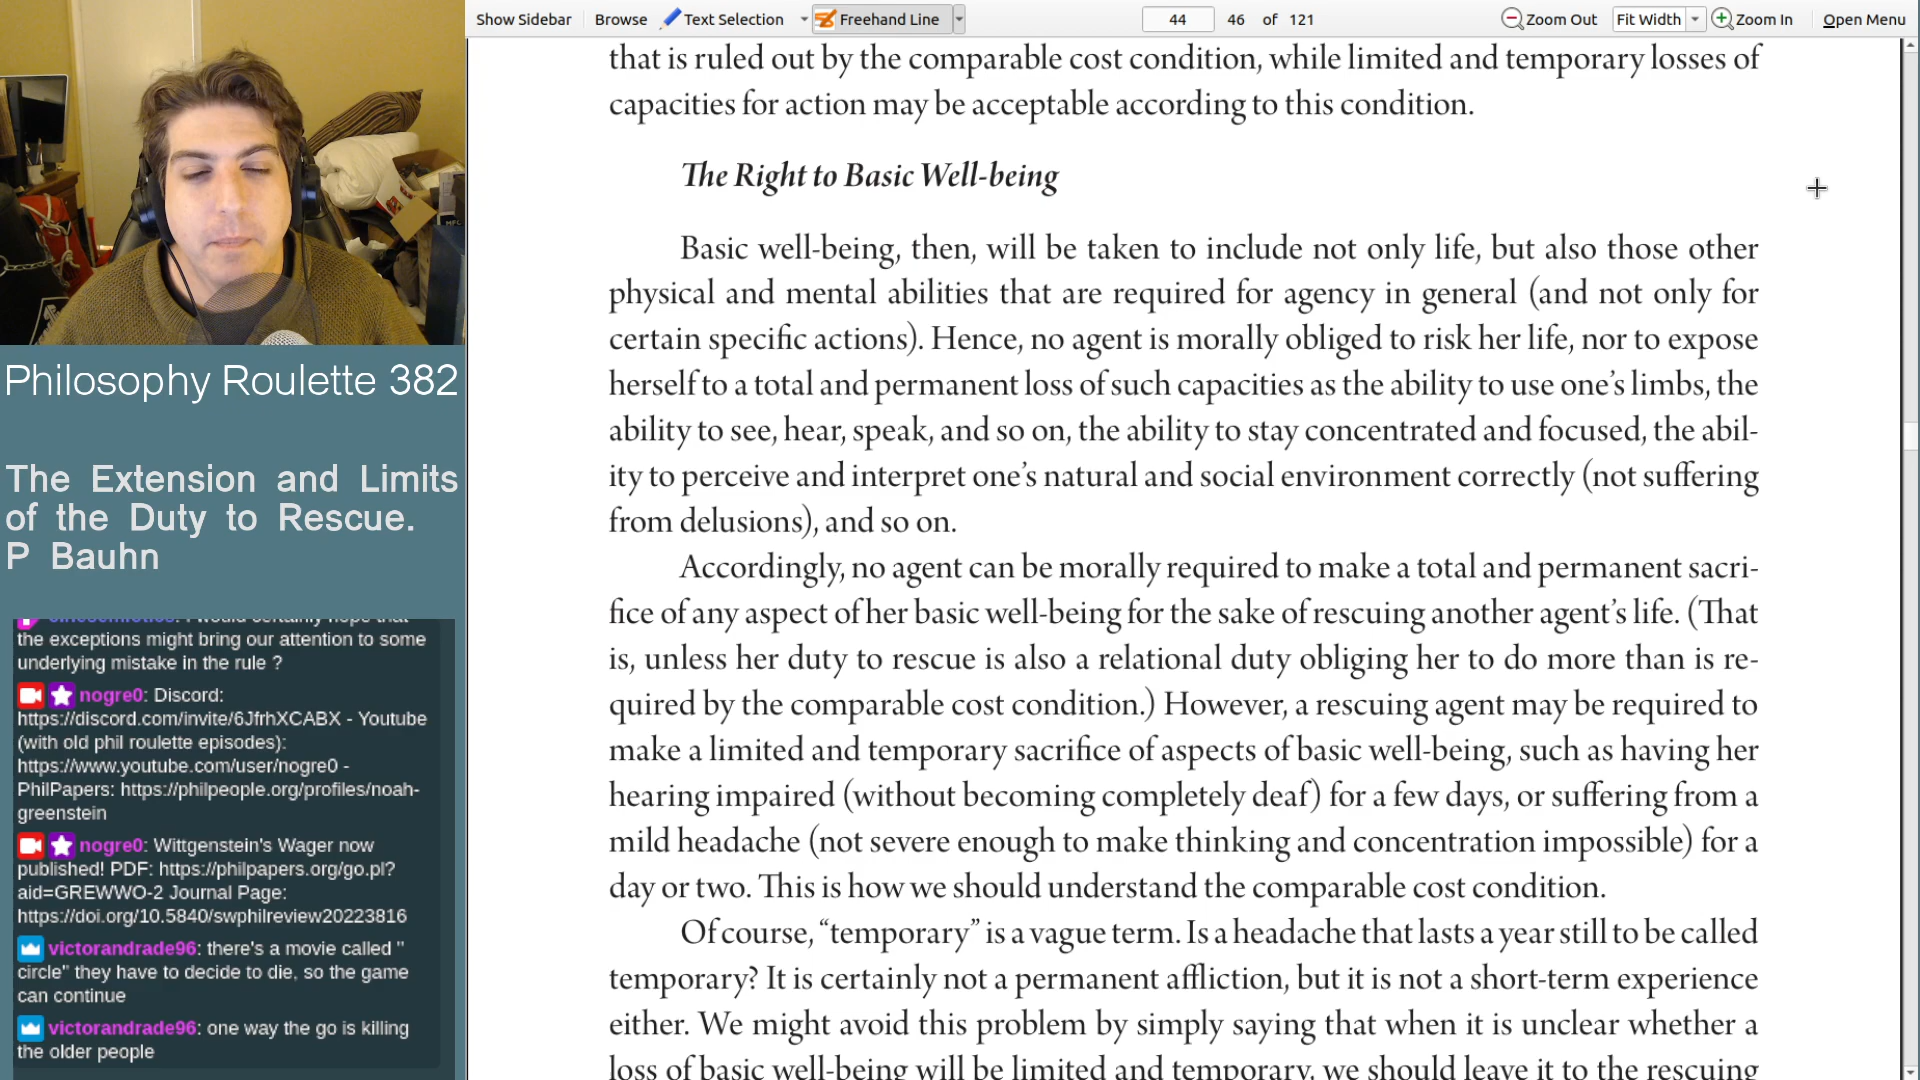 Show Sidebar Browse Text Selection Freehand Line 44 46 of 121 Zoom Out Fit Width Zoom In Open Menu
that is ruled out by the comparable cost condition, while limited and temporary losses of
capacities for action may be acceptable according to this condition.
The Right to Basic Well-being
Basic well-being, then, will be taken to include not only life, but also those other
physical and mental abilities that are required for agency in general (and not only for
certain specific actions). Hence, no agent is morally obliged to risk her life, nor to expose
herself to a total and permanent loss of such capacities as the ability to use one’s limbs, the
ability to see, hear, speak, and so on, the ability to stay concentrated and focused, the abil-
ity to perceive and interpret one’s natural and social environment correctly (not suffering
from delusions), and so on.
Accordingly, no agent can be morally required to make a total and permanent sacri-
fice of any aspect of her basic well-being for the sake of rescuing another agent’s life. (That
is, unless her duty to rescue is also a relational duty obliging her to do more than is re-
quired by the comparable cost condition.) However, a rescuing agent may be required to
make a limited and temporary sacrifice of aspects of basic well-being, such as having her
hearing impaired (without becoming completely deaf) for a few days, or suffering from a
mild headache (not severe enough to make thinking and concentration impossible) for a
day or two. This is how we should understand the comparable cost condition.
Of course, “temporary” is a vague term. Is a headache that lasts a year still to be called
temporary? It is certainly not a permanent affliction, but it is not a short-term experience
either. We might avoid this problem by simply saying that when it is unclear whether a
loss of basic well-being will be limited and temporary, we should leave it to the rescuing
Philosophy Roulette 382
The Extension and Limits
of the Duty to Rescue.
P Bauhn
the exceptions might bring our attention to some
underlying mistake in the rule ?
nogre0: Discord:
https://discord.com/invite/6JfrhXCABX - Youtube
(with old phil roulette episodes):
https://www.youtube.com/user/nogre0 -
PhilPapers: https://philpeople.org/profiles/noah-
greenstein
nogre0: Wittgenstein's Wager now
published! PDF: https://philpapers.org/go.pl?
aid=GREWWO-2 Journal Page:
https://doi.org/10.5840/swphilreview20223816
victorandrade96: there's a movie called "
circle" they have to decide to die, so the game
can continue
victorandrade96: one way the go is killing
the older people